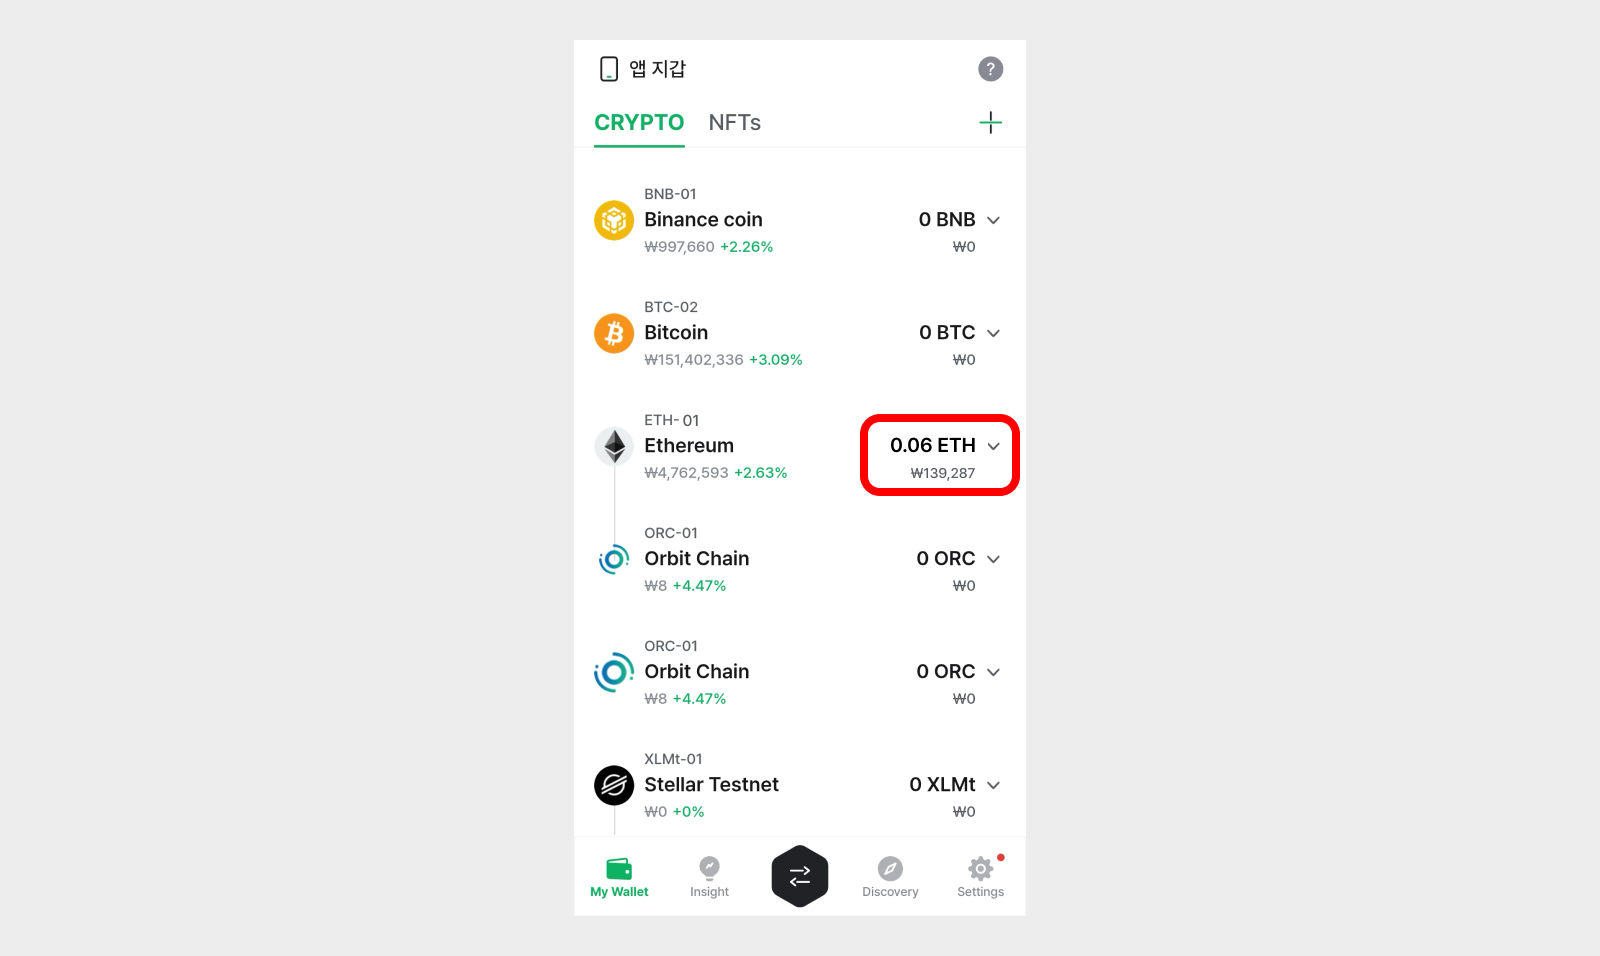 앱 지갑
?
CRYPTO NFTs
BNB-01
Binance coin 0 BNB
₩997,660 +2.26% ₩0
BTC-02
Bitcoin 0 BTC
₩151,402,336 +3.09% ₩0
ETH- 01
Ethereum 0.06 ETH
₩4,762,593 +2.63% ₩139,287
ORC-01
Orbit Chain 0 ORC
₩8 +4.47% ₩0
ORC-01
Orbit Chain 0 ORC
₩8 +4.47% ₩0
XLMt-01
Stellar Testnet 0 XLMt
₩0 +0% ₩0
My Wallet Insight Discovery Settings